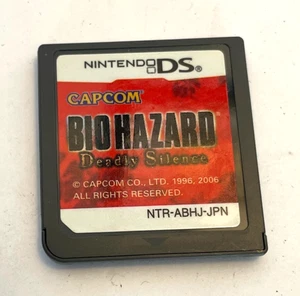 NINTENDO DS®
CAPCOM
BIOHAZARD
Deadly Silence
© CAPCOM CO., LTD. 1996, 2006
ALL RIGHTS RESERVED.
NTR-ABHJ-JPN